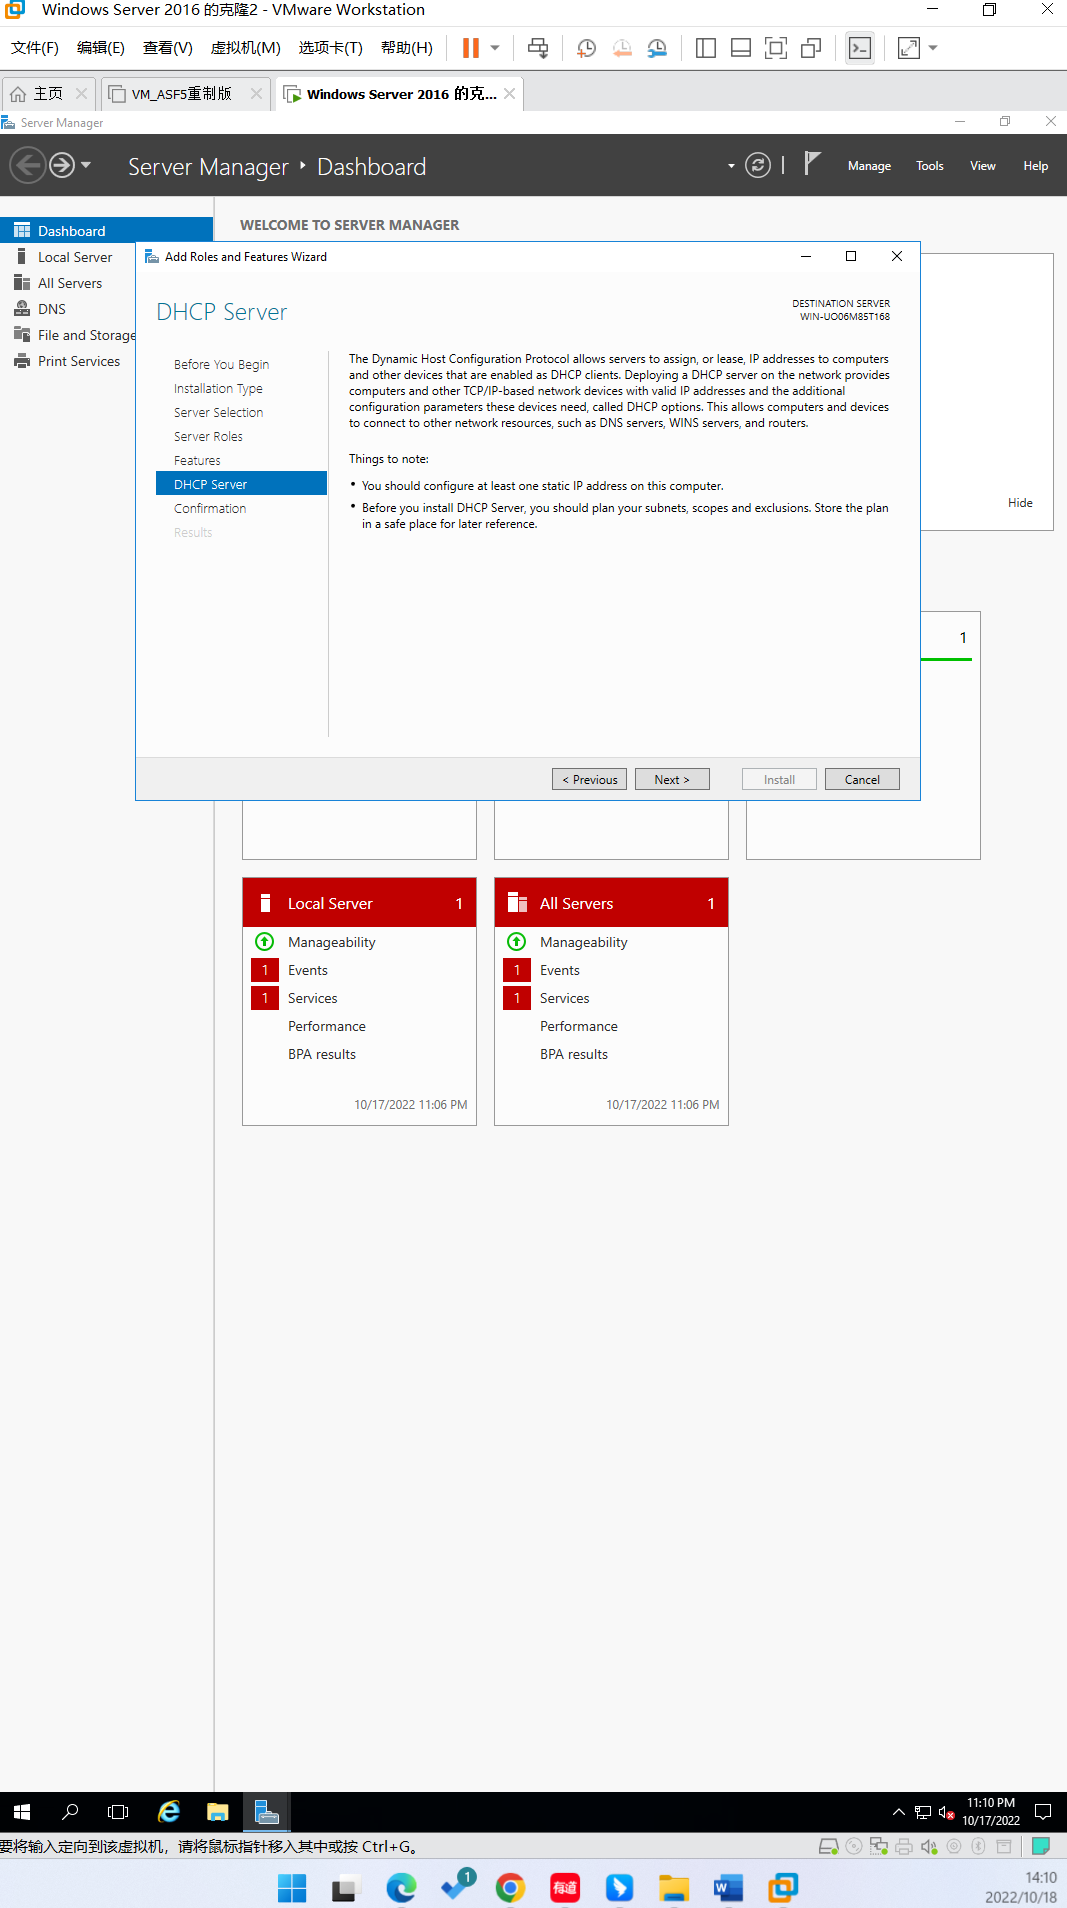 Windows Server 2016 的克隆2 - VMware Workstation
文件(F) 编辑(E) 查看(V) 虚拟机(M) 选项卡(T) 帮助(H)
主页 VM_ASF5重制版 Windows Server 2016 的克...
Server Manager
Server Manager Dashboard Manage Tools View Help
Dashboard
Local Server
All Servers
DNS
File and Storage
Print Services
WELCOME TO SERVER MANAGER
Add Roles and Features Wizard
DHCP Server
DESTINATION SERVER
WIN-UO06M85T168
Before You Begin
Installation Type
Server Selection
Server Roles
Features
DHCP Server
Confirmation
Results
The Dynamic Host Configuration Protocol allows servers to assign, or lease, IP addresses to computers
and other devices that are enabled as DHCP clients. Deploying a DHCP server on the network provides
computers and other TCP/IP-based network devices with valid IP addresses and the additional
configuration parameters these devices need, called DHCP options. This allows computers and devices
to connect to other network resources, such as DNS servers, WINS servers, and routers.
Things to note:
• You should configure at least one static IP address on this computer.
• Before you install DHCP Server, you should plan your subnets, scopes and exclusions. Store the plan
in a safe place for later reference.
< Previous Next > Install Cancel
Hide
1
Local Server 1
Manageability
1 Events
1 Services
Performance
BPA results
10/17/2022 11:06 PM
All Servers 1
Manageability
1 Events
1 Services
Performance
BPA results
10/17/2022 11:06 PM
11:10 PM
10/17/2022
要将输入定向到该虚拟机，请将鼠标指针移入其中或按 Ctrl+G。
1
有道
W
14:10
2022/10/18